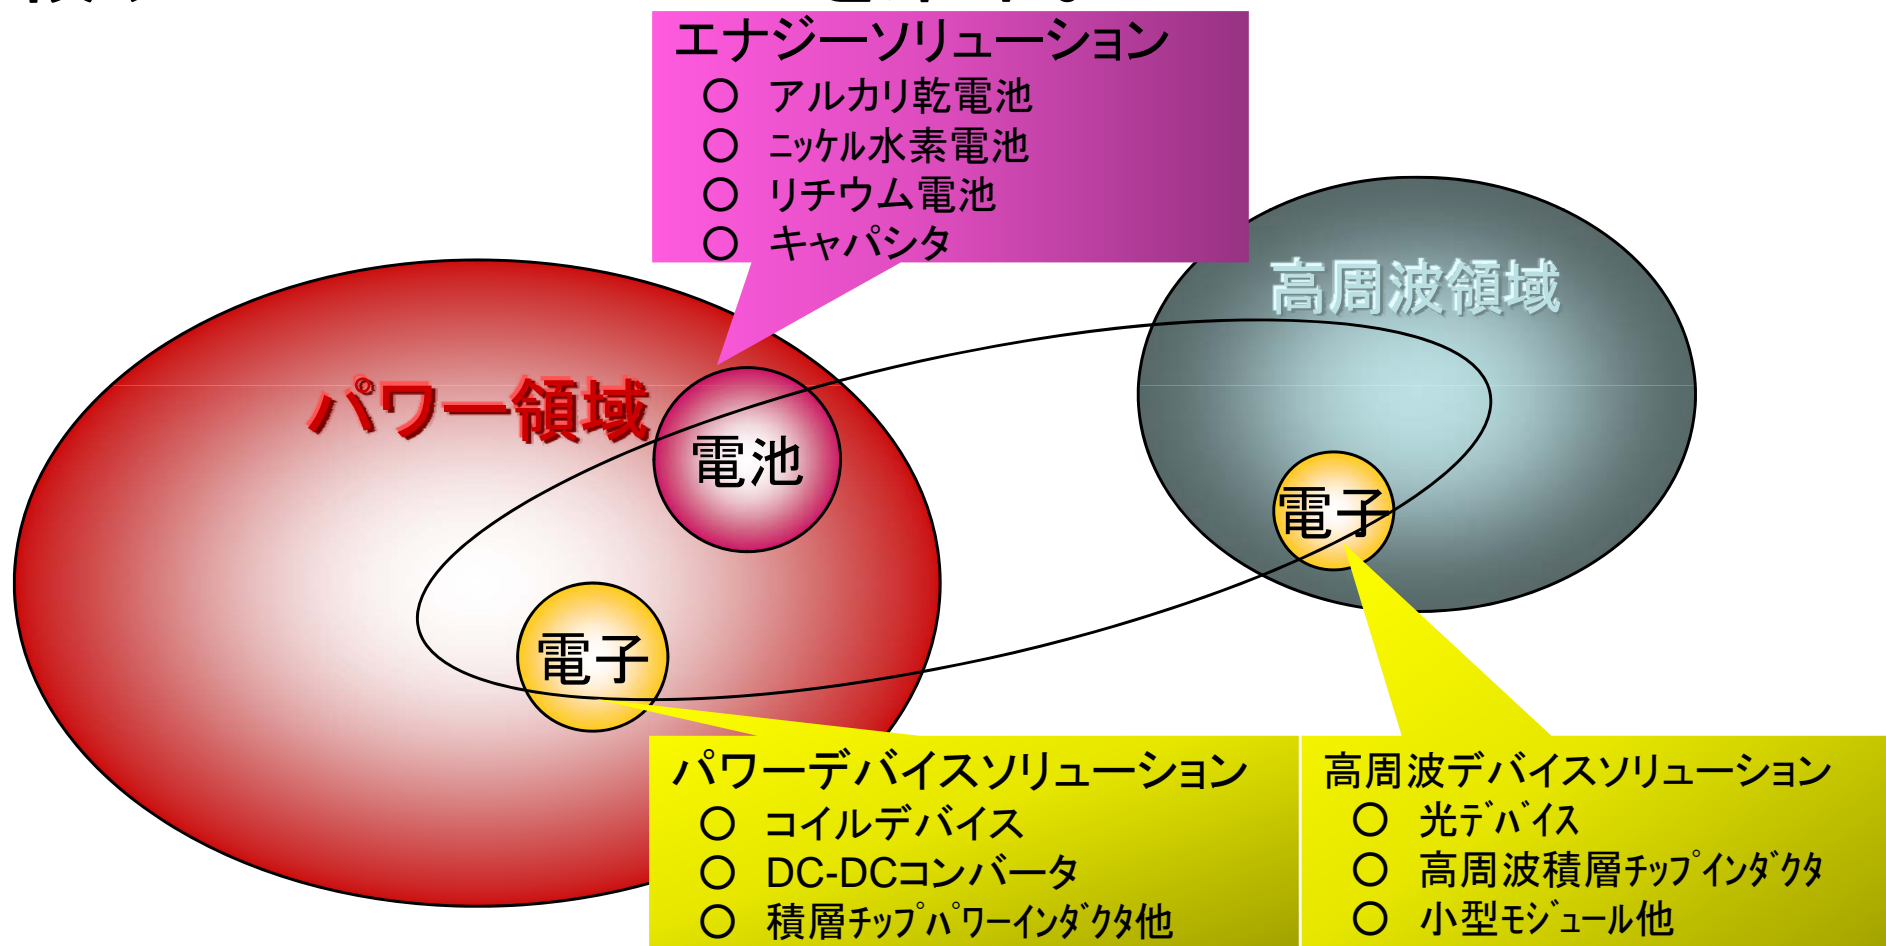 エナジーソリューション
○ アルカリ乾電池
○ ニッケル水素電池
○ リチウム電池
○ キャパシタ
高周波領域
パワー領域
電池
電子
電子
パワーデバイスソリューション
○ コイルデバイス
○ DC-DCコンバータ
○ 積層ﾁｯﾌﾟﾊﾟﾜｰｲﾝﾀﾞｸﾀ他
高周波デバイスソリューション
○ 光ﾃﾞﾊﾞｲｽ
○ 高周波積層ﾁｯﾌﾟｲﾝﾀﾞｸﾀ
○ 小型ﾓｼﾞｭｰﾙ他